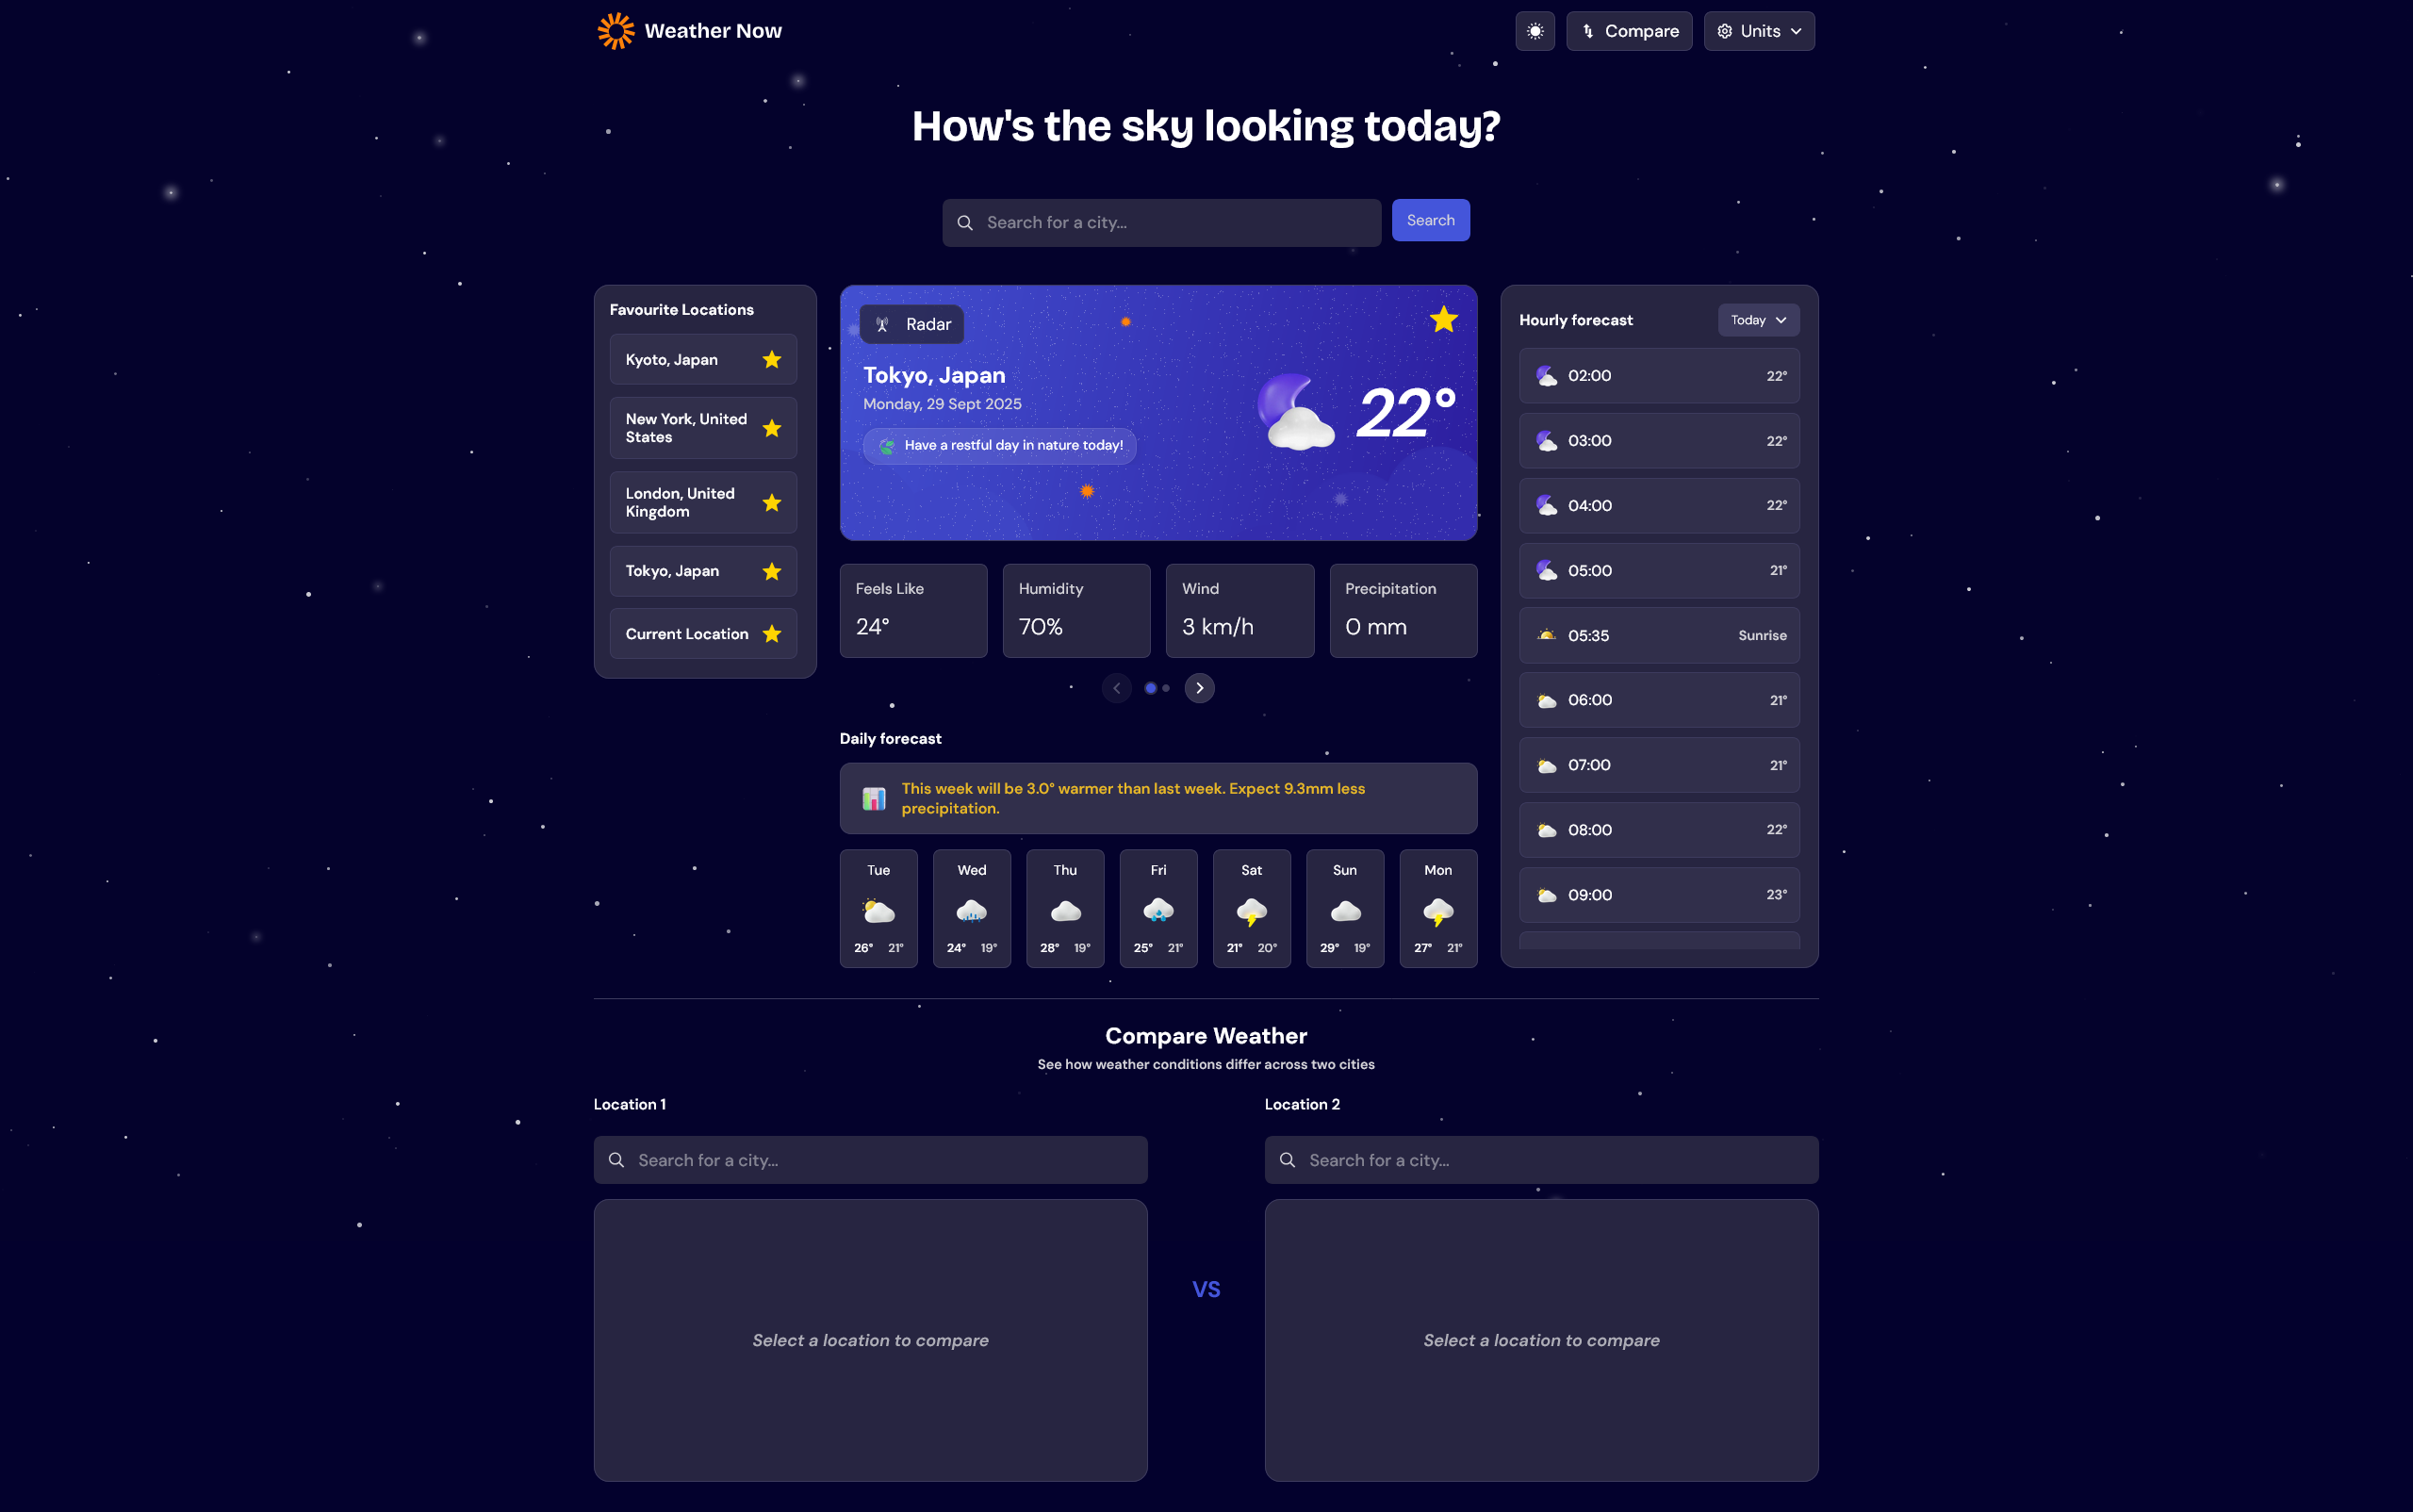 Weather Now
Compare
Units
How's the sky looking today?
Search for a city...
Search
Favourite Locations
Kyoto, Japan
New York, United
States
London, United
Kingdom
Tokyo, Japan
Current Location
Radar
Tokyo, Japan
Monday, 29 Sept 2025
Have a restful day in nature today!
22°
Feels Like
24°
Humidity
70%
Wind
3 km/h
Precipitation
0 mm
Daily forecast
This week will be 3.0° warmer than last week. Expect 9.3mm less
precipitation.
Tue
26° 21°
Wed
24° 19°
Thu
28° 19°
Fri
25° 21°
Sat
21° 20°
Sun
29° 19°
Mon
27° 21°
Hourly forecast
Today
02:00 22°
03:00 22°
04:00 22°
05:00 21°
05:35 Sunrise
06:00 21°
07:00 21°
08:00 22°
09:00 23°
Compare Weather
See how weather conditions differ across two cities
Location 1
Search for a city...
Select a location to compare
VS
Location 2
Search for a city...
Select a location to compare